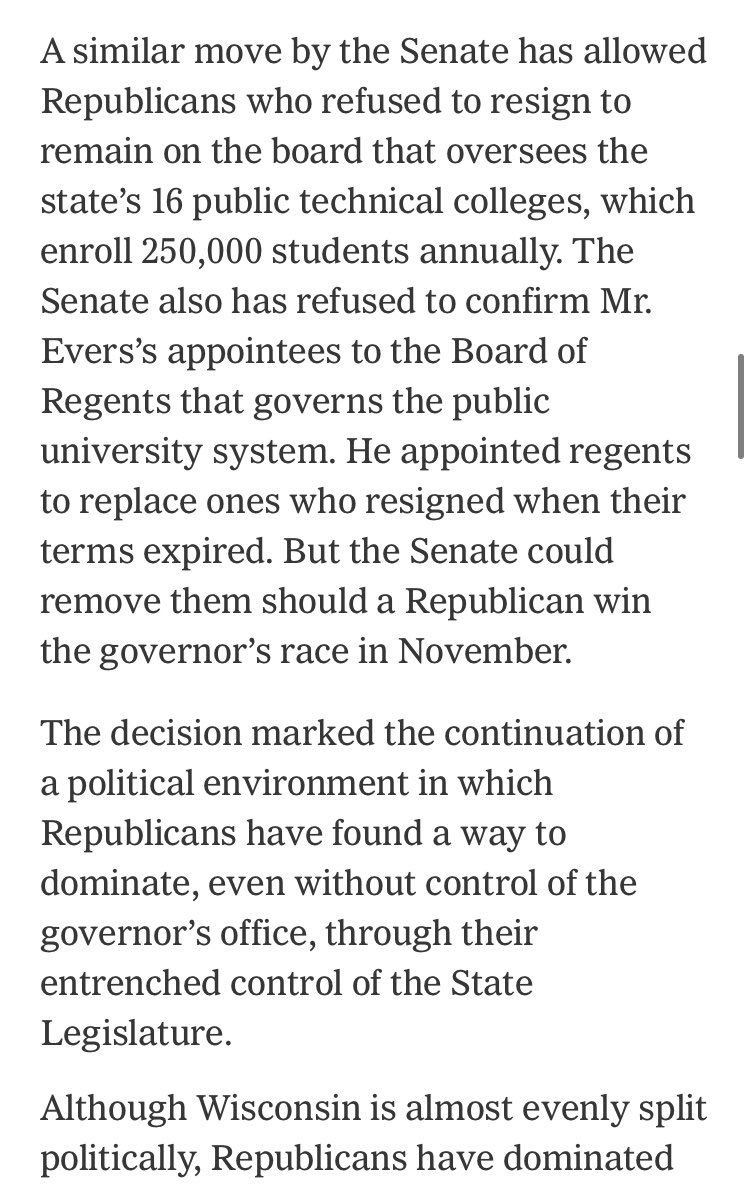 A similar move by the Senate has allowed
Republicans who refused to resign to
remain on the board that oversees the
state’s 16 public technical colleges, which
enroll 250,000 students annually. The
Senate also has refused to confirm Mr.
Evers’s appointees to the Board of
Regents that governs the public
university system. He appointed regents
to replace ones who resigned when their
terms expired. But the Senate could
remove them should a Republican win
the governor’s race in November.
The decision marked the continuation of
a political environment in which
Republicans have found a way to
dominate, even without control of the
governor’s office, through their
entrenched control of the State
Legislature.
Although Wisconsin is almost evenly split
politically, Republicans have dominated